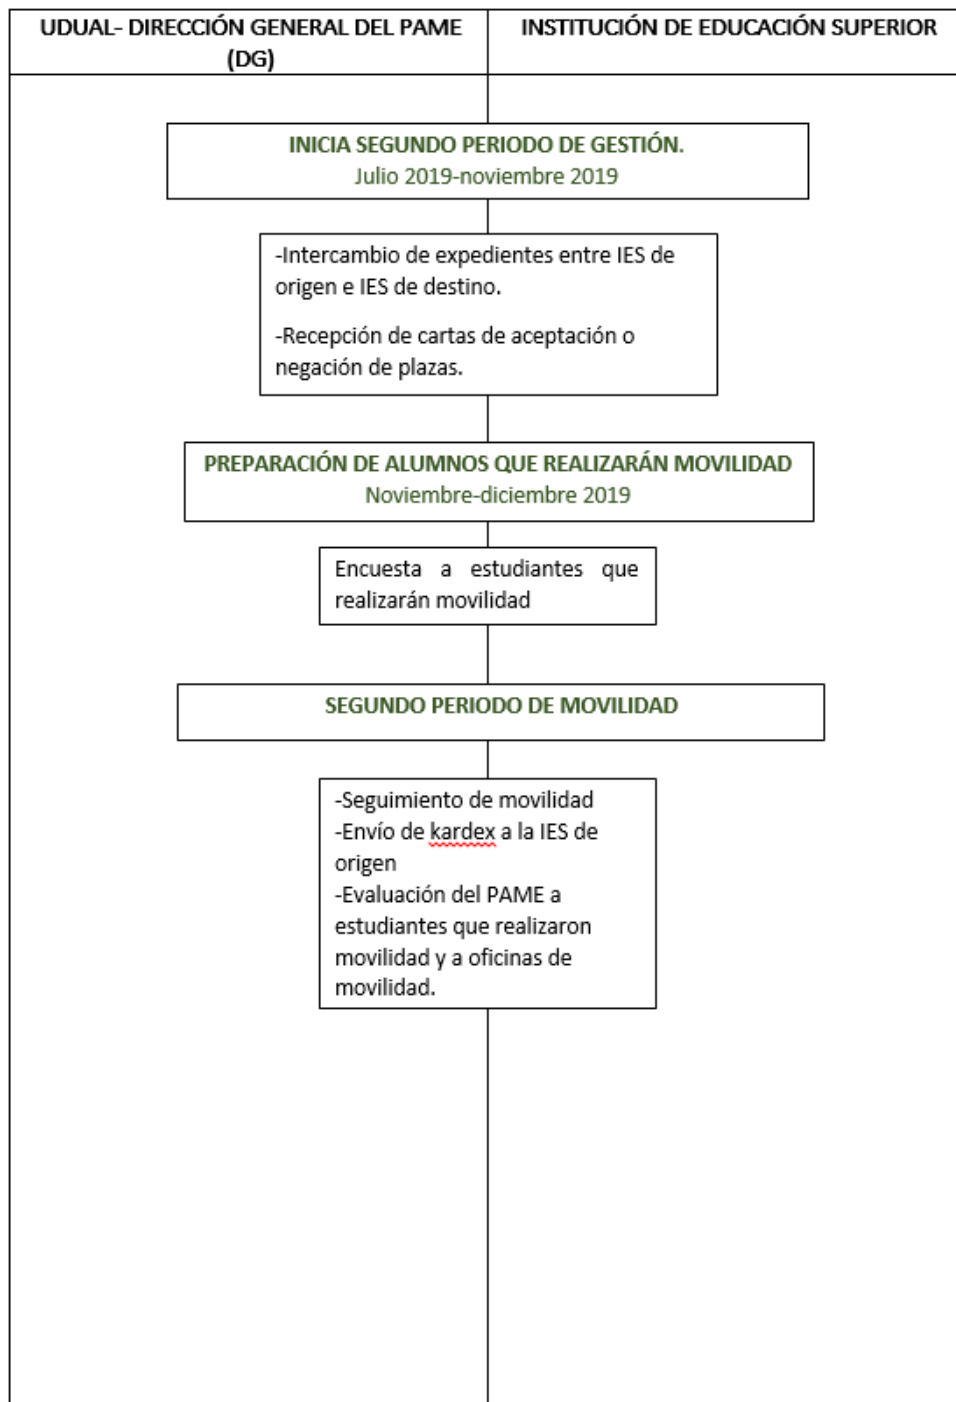 UDUAL- DIRECCIÓN GENERAL DEL PAME
(DG)
INSTITUCIÓN DE EDUCACIÓN SUPERIOR
INICIA SEGUNDO PERIODO DE GESTIÓN.
Julio 2019-noviembre 2019
-Intercambio de expedientes entre IES de
origen e IES de destino.
-Recepción de cartas de aceptación o
negación de plazas.
PREPARACIÓN DE ALUMNOS QUE REALIZARÁN MOVILIDAD
Noviembre-diciembre 2019
Encuesta a estudiantes que
realizarán movilidad
SEGUNDO PERIODO DE MOVILIDAD
-Seguimiento de movilidad
-Envío de kardex a la IES de
origen
-Evaluación del PAME a
estudiantes que realizaron
movilidad y a oficinas de
movilidad.